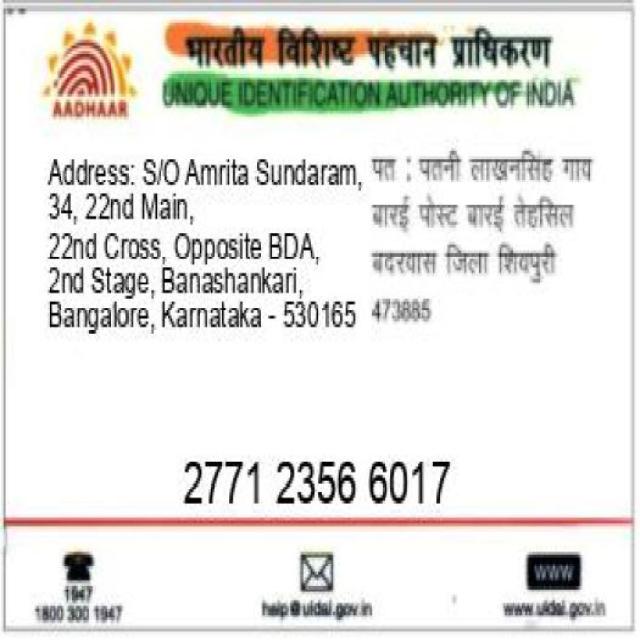 भारतीय विशिष्ट पहचान प्राधिकरण
UNIQUE IDENTIFICATION AUTHORITY OF INDIA
AADHAAR
Address: S/O Amrita Sundaram,
34, 22nd Main,
22nd Cross, Opposite BDA,
2nd Stage, Banashankari,
Bangalore, Karnataka - 530165
पत : पतनी लाखनसिंह गाव
बारई पोस्ट बारई तेहसिल
बदरवास जिला शिवपुरी
473885
2771 2356 6017
1947
1800 300 1947
help@uidai.gov.in
WWW
www.uidai.gov.in